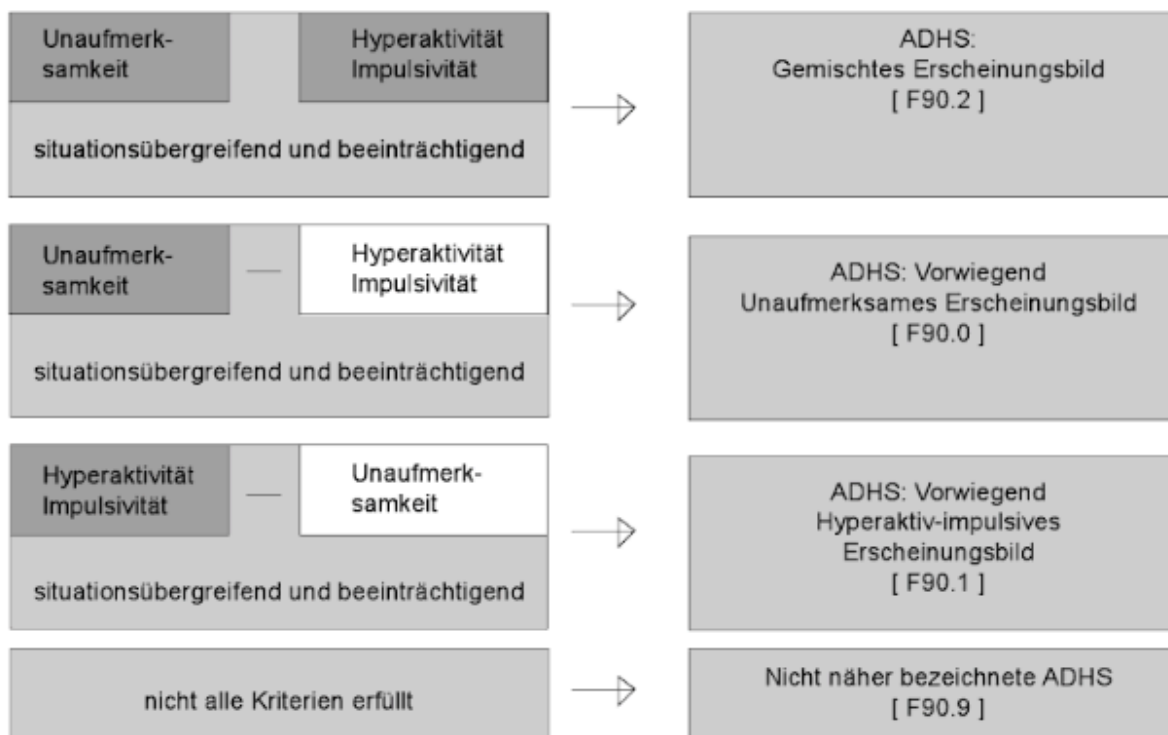 Unaufmerk-
samkeit
Hyperaktivität
Impulsivität
situationsübergreifend und beeinträchtigend
ADHS:
Gemischtes Erscheinungsbild
[ F90.2 ]
Unaufmerk-
samkeit
—
Hyperaktivität
Impulsivität
situationsübergreifend und beeinträchtigend
ADHS: Vorwiegend
Unaufmerksames Erscheinungsbild
[ F90.0 ]
Hyperaktivität
Impulsivität
—
Unaufmerk-
samkeit
situationsübergreifend und beeinträchtigend
ADHS: Vorwiegend
Hyperaktiv-impulsives
Erscheinungsbild
[ F90.1 ]
nicht alle Kriterien erfüllt
Nicht näher bezeichnete ADHS
[ F90.9 ]